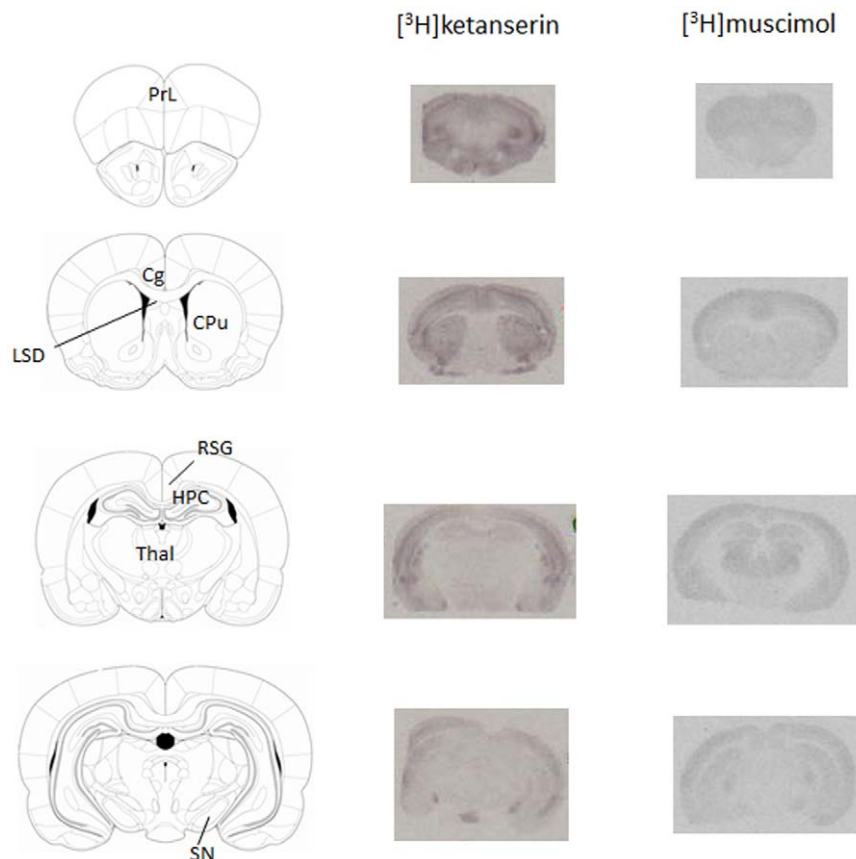 [³H]ketanserin [³H]muscimol
PrL
Cg
CPu
LSD
RSG
HPC
Thal
SN